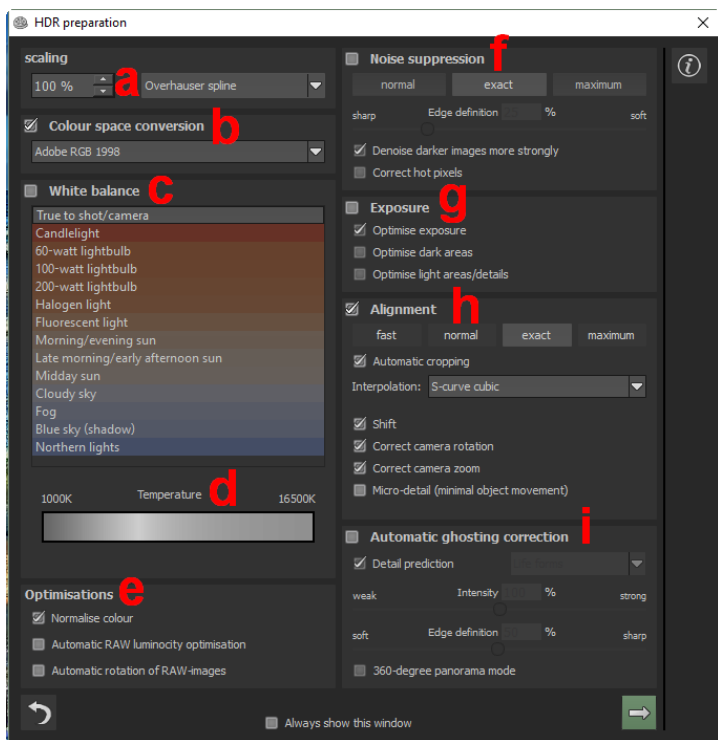 HDR preparation
scaling
100 %
a
Overhauser spline
Colour space conversion
b
Adobe RGB 1998
White balance
c
True to shot/camera
Candlelight
60-watt lightbulb
100-watt lightbulb
200-watt lightbulb
Halogen light
Fluorescent light
Morning/evening sun
Late morning/early afternoon sun
Midday sun
Cloudy sky
Fog
Blue sky (shadow)
Northern lights
1000K
Temperature
d
16500K
Optimisations
e
Normalise colour
Automatic RAW luminocity optimisation
Automatic rotation of RAW-images
Noise suppression
f
normal exact maximum
sharp Edge definition % soft
Denoise darker images more strongly
Correct hot pixels
Exposure
g
Optimise exposure
Optimise dark areas
Optimise light areas/details
Alignment
h
fast normal exact maximum
Automatic cropping
Interpolation: S-curve cubic
Shift
Correct camera rotation
Correct camera zoom
Micro-detail (minimal object movement)
Automatic ghosting correction
i
Detail prediction
weak Intensity % strong
soft Edge definition % sharp
360-degree panorama mode
Always show this window